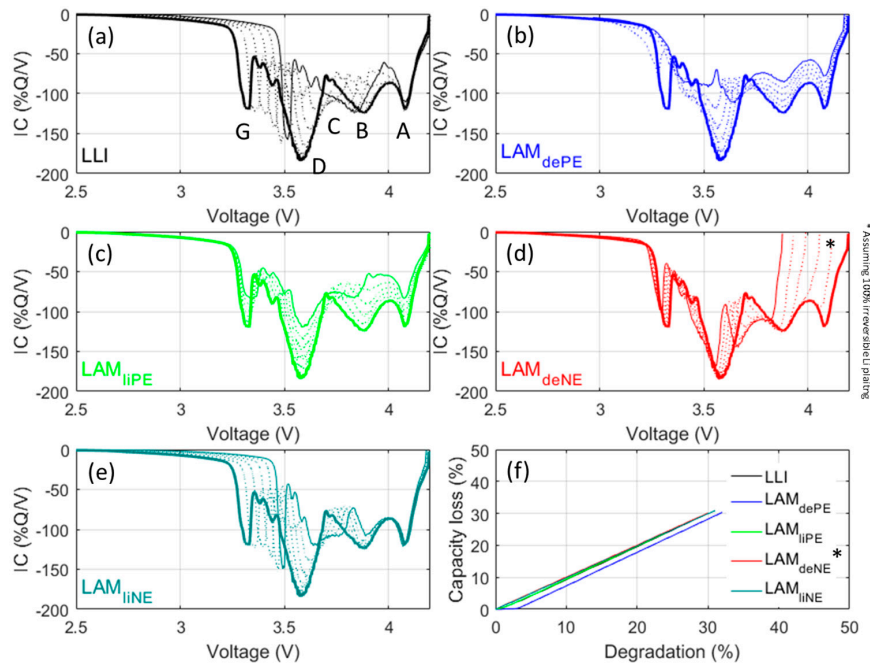 (a)
0
-50
-100
-150
-200
IC (%Q/V)
G
D
C
B
A
LLI
2.5 3 3.5 4
Voltage (V)
(b)
0
-50
-100
-150
-200
IC (%Q/V)
LAMdePE
2.5 3 3.5 4
Voltage (V)
(c)
0
-50
-100
-150
-200
IC (%Q/V)
LAMliPE
2.5 3 3.5 4
Voltage (V)
(d)
0
-50
-100
-150
-200
IC (%Q/V)
*
LAMdeNE
2.5 3 3.5 4
Voltage (V)
* Assuming 100% irreversible Li plaitng
(e)
0
-50
-100
-150
-200
IC (%Q/V)
LAMliNE
2.5 3 3.5 4
Voltage (V)
(f)
50
40
30
20
10
0
Capacity loss (%)
LLI
LAMdePE
LAMliPE
LAMdeNE *
LAMliNE
0 10 20 30 40 50
Degradation (%)